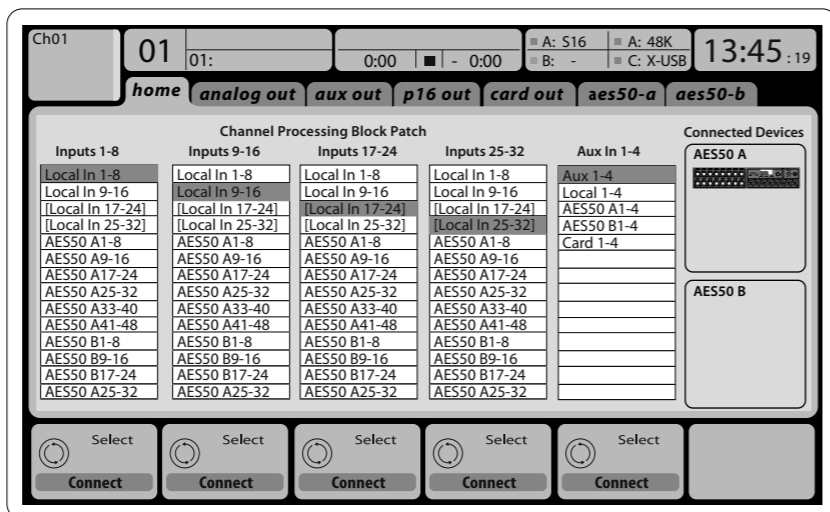 Ch01
01
01:
0:00 - 0:00
A: S16 A: 48K
B: - C: X-USB
13:45:19
home analog out aux out p16 out card out aes50-a aes50-b
Channel Processing Block Patch
Connected Devices
Inputs 1-8 Inputs 9-16 Inputs 17-24 Inputs 25-32 Aux In 1-4
AES50 A
Local In 1-8 Local In 1-8 Local In 1-8 Local In 1-8 Aux 1-4
Local In 9-16 Local In 9-16 Local In 9-16 Local In 9-16 Local 1-4
[Local In 17-24] [Local In 17-24] [Local In 17-24] [Local In 17-24] AES50 A1-4
[Local In 25-32] [Local In 25-32] [Local In 25-32] [Local In 25-32] AES50 B1-4
AES50 A1-8 AES50 A1-8 AES50 A1-8 AES50 A1-8 Card 1-4
AES50 A9-16 AES50 A9-16 AES50 A9-16 AES50 A9-16
AES50 A17-24 AES50 A17-24 AES50 A17-24 AES50 A17-24
AES50 A25-32 AES50 A25-32 AES50 A25-32 AES50 A25-32
AES50 B
AES50 A33-40 AES50 A33-40 AES50 A33-40 AES50 A33-40
AES50 A41-48 AES50 A41-48 AES50 A41-48 AES50 A41-48
AES50 B1-8 AES50 B1-8 AES50 B1-8 AES50 B1-8
AES50 B9-16 AES50 B9-16 AES50 B9-16 AES50 B9-16
AES50 B17-24 AES50 B17-24 AES50 B17-24 AES50 B17-24
AES50 A25-32 AES50 A25-32 AES50 A25-32 AES50 A25-32
Select Select Select Select Select
Connect Connect Connect Connect Connect